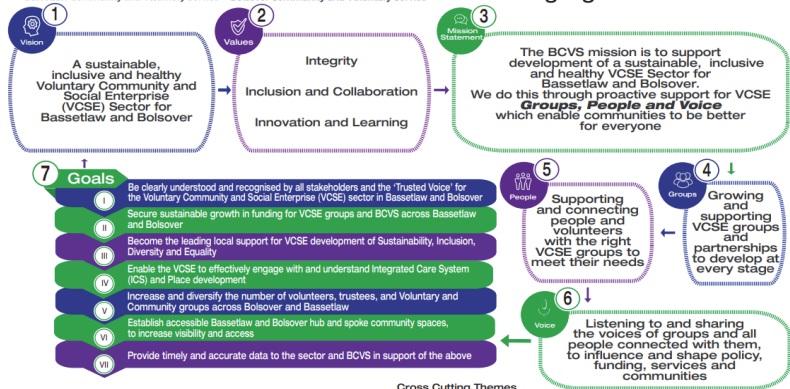 1
Vision
A sustainable,
inclusive and healthy
Voluntary Community and
Social Enterprise
(VCSE) Sector for
Bassetlaw and Bolsover
2
Values
Integrity
Inclusion and Collaboration
Innovation and Learning
3
Mission
Statement
The BCVS mission is to support
development of a sustainable, inclusive
and healthy VCSE Sector for
Bassetlaw and Bolsover.
We do this through proactive support for VCSE
Groups, People and Voice
which enable communities to be better
for everyone
4
Groups
Growing
and
supporting
VCSE groups
and
partnerships
to develop at
every stage
5
People
Supporting
and connecting
people and
volunteers
with the right
VCSE groups to
meet their needs
6
Voice
Listening to and sharing
the voices of groups and all
people connected with them,
to influence and shape policy,
funding, services and
communities
7
Goals
I
Be clearly understood and recognised by all stakeholders and the ‘Trusted Voice’ for
the Voluntary Community and Social Enterprise (VCSE) sector in Bassetlaw and Bolsover
II
Secure sustainable growth in funding for VCSE groups and BCVS across Bassetlaw
and Bolsover
III
Become the leading local support for VCSE development of Sustainability, Inclusion,
Diversity and Equality
IV
Enable the VCSE to effectively engage with and understand Integrated Care System
(ICS) and Place development
V
Increase and diversify the number of volunteers, trustees, and Voluntary and
Community groups across Bolsover and Bassetlaw
VI
Establish accessible Bassetlaw and Bolsover hub and spoke community spaces,
to increase visibility and access
VII
Provide timely and accurate data to the sector and BCVS in support of the above
Cross Cutting Themes